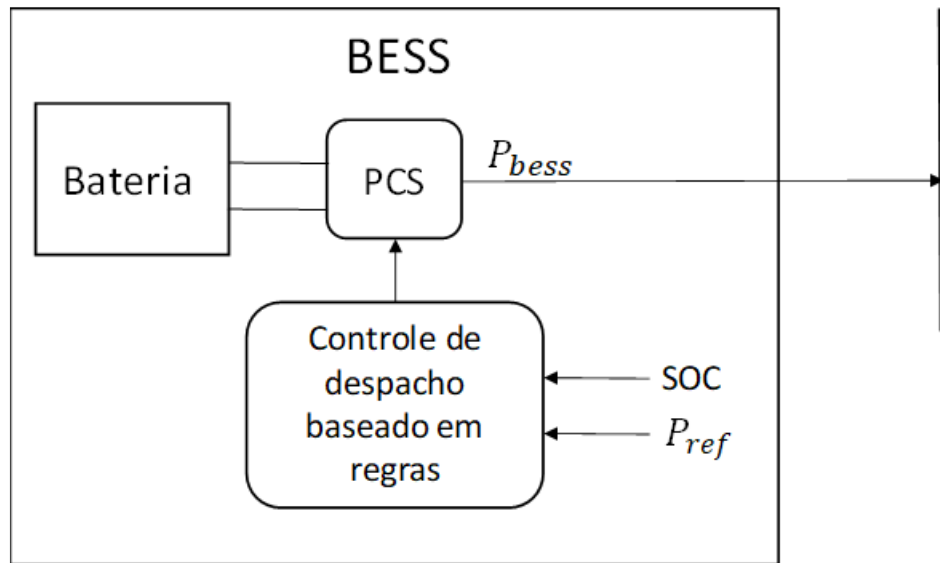 BESS
Bateria
PCS
P_bess
Controle de
despacho
baseado em
regras
SOC
P_ref